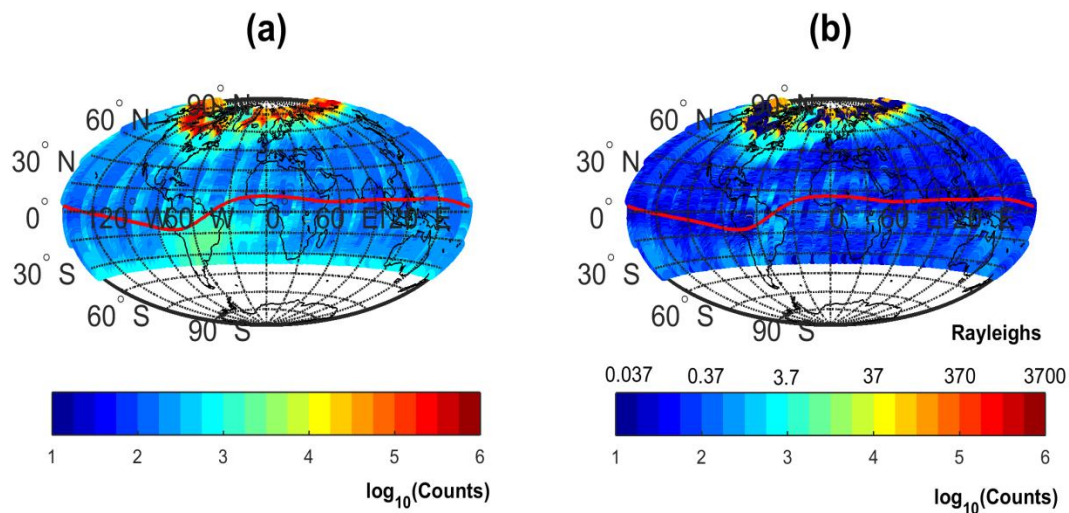 (a)
(b)
90° N
60° N
30° N
0°
30° S
60° S
90° S
120° W
60° W
0°
60° E
120° E
90° N
60° N
30° N
0°
30° S
60° S
90° S
0°
60° E
120° E
Rayleighs
0.037 0.37 3.7 37 370 3700
1 2 3 4 5 6
log10(Counts)
1 2 3 4 5 6
log10(Counts)